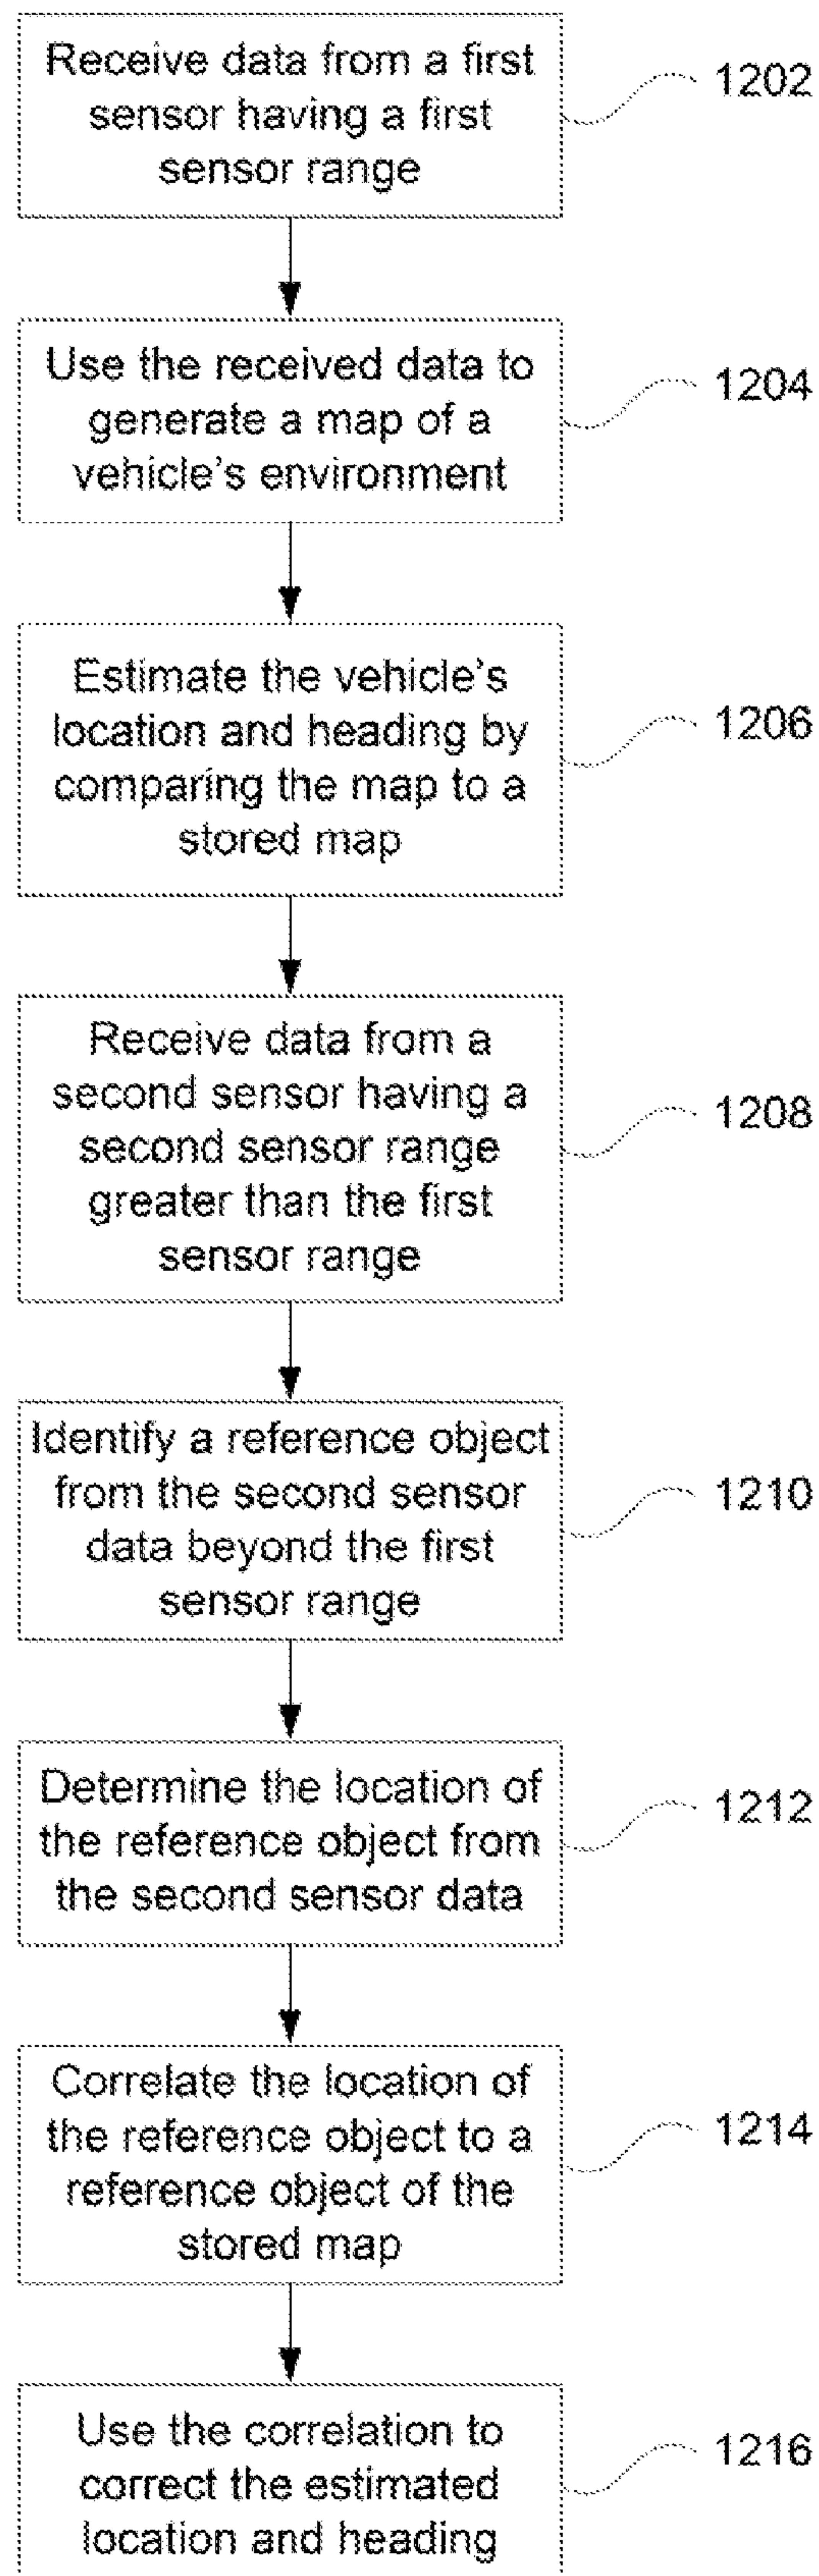 Receive data from a first
sensor having a first
sensor range
1202
Use the received data to
generate a map of a
vehicle's environment
1204
Estimate the vehicle's
location and heading by
comparing the map to a
stored map
1206
Receive data from a
second sensor having a
second sensor range
greater than the first
sensor range
1208
Identify a reference object
from the second sensor
data beyond the first
sensor range
1210
Determine the location of
the reference object from
the second sensor data
1212
Correlate the location of
the reference object to a
reference object of the
stored map
1214
Use the correlation to
correct the estimated
location and heading
1216